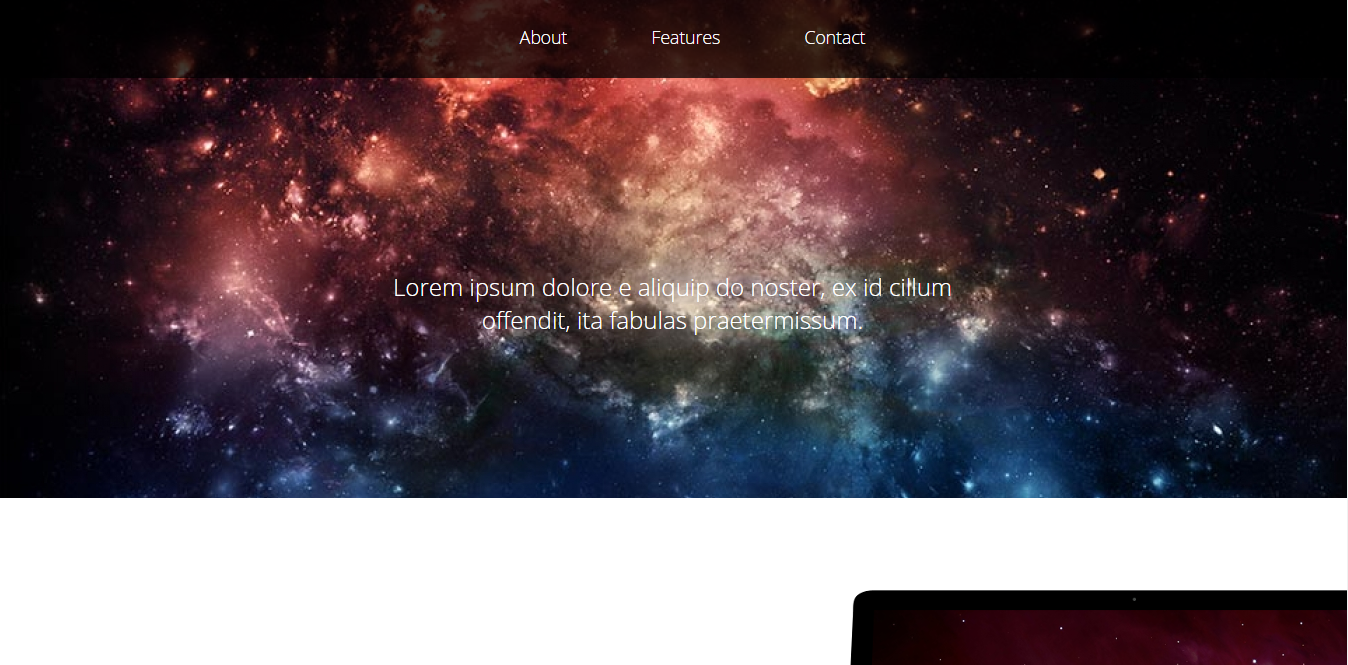 About Features Contact
Lorem ipsum dolore e aliquip do noster, ex id cillum
offendit, ita fabulas praetermissum.